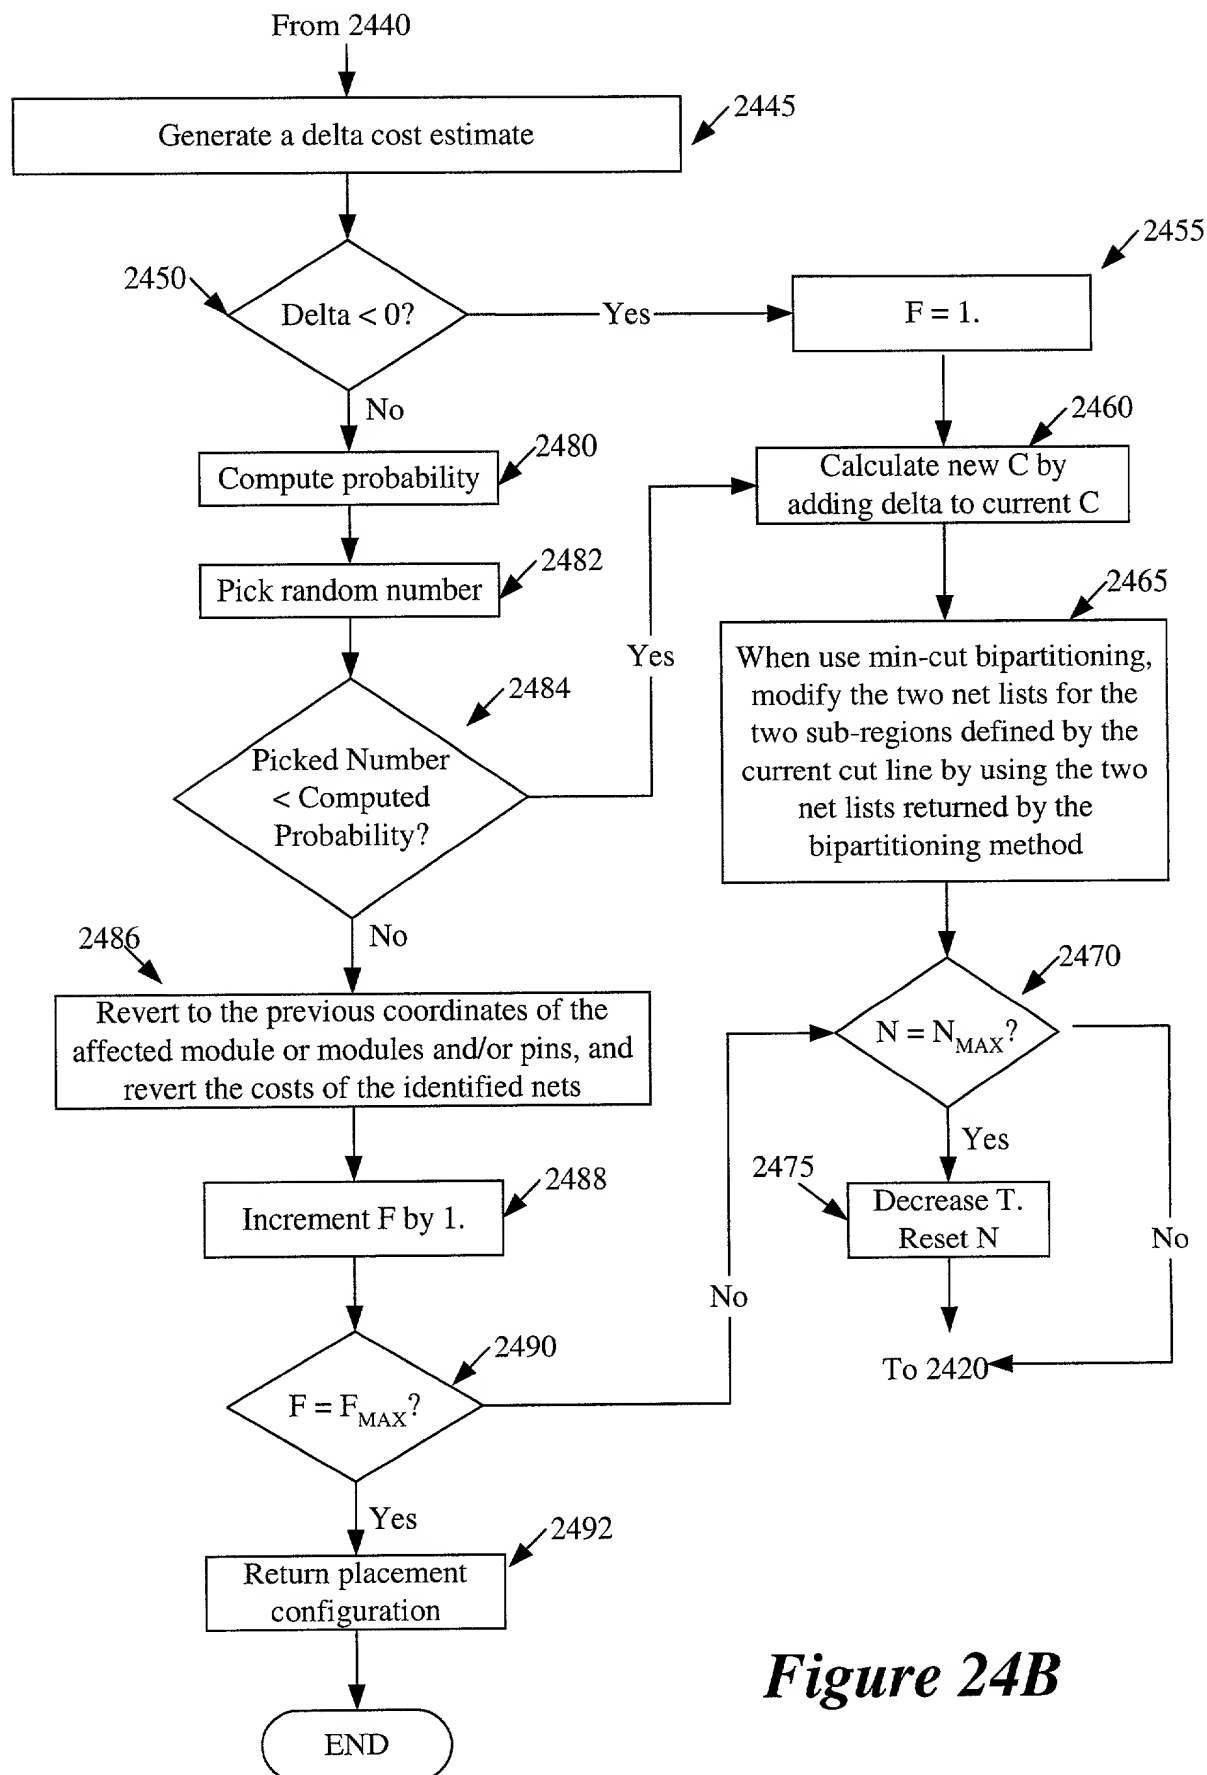 From 2440
2445
Generate a delta cost estimate
2450
Delta < 0?
Yes
2455
F = 1.
No
2460
Calculate new C by
adding delta to current C
2480
Compute probability
2482
Pick random number
2465
When use min-cut bipartitioning,
modify the two net lists for the
two sub-regions defined by the
current cut line by using the two
net lists returned by the
bipartitioning method
Yes
2484
Picked Number
< Computed
Probability?
No
2486
Revert to the previous coordinates of the
affected module or modules and/or pins, and
revert the costs of the identified nets
2470
N = NMAX?
Yes
2475
Decrease T.
Reset N
No
To 2420
2488
Increment F by 1.
No
2490
F = FMAX?
Yes
2492
Return placement
configuration
END
Figure 24B